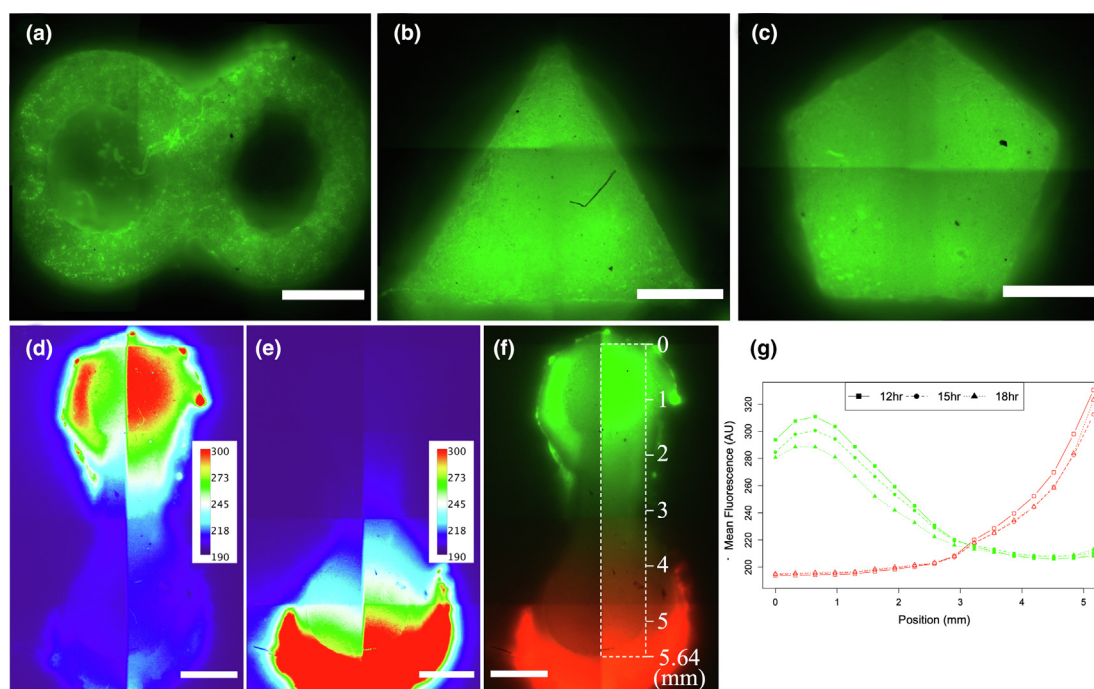 (a)
(b)
(c)
(d)
300
273
245
218
190
(e)
300
273
245
218
190
(f)
0
1
2
3
4
5
5.64
(mm)
(g)
12hr 15hr 18hr
Mean Fluorescence (AU)
320
300
280
260
240
220
200
0 1 2 3 4 5
Position (mm)